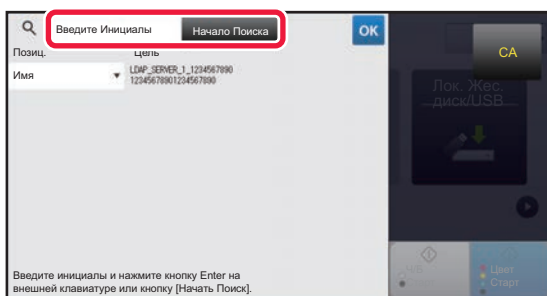 Введите Инициалы Начало Поиска OK
CA
Позиц. Цель
Имя LDAP_SERVER_1_1234567890
12345678901234567890
Лок. Жес.
диск/USB
Ч/Б
Цвет
Старт
Введите инициалы и нажмите кнопку Enter на
внешней клавиатуре или кнопку [Начать Поиск].